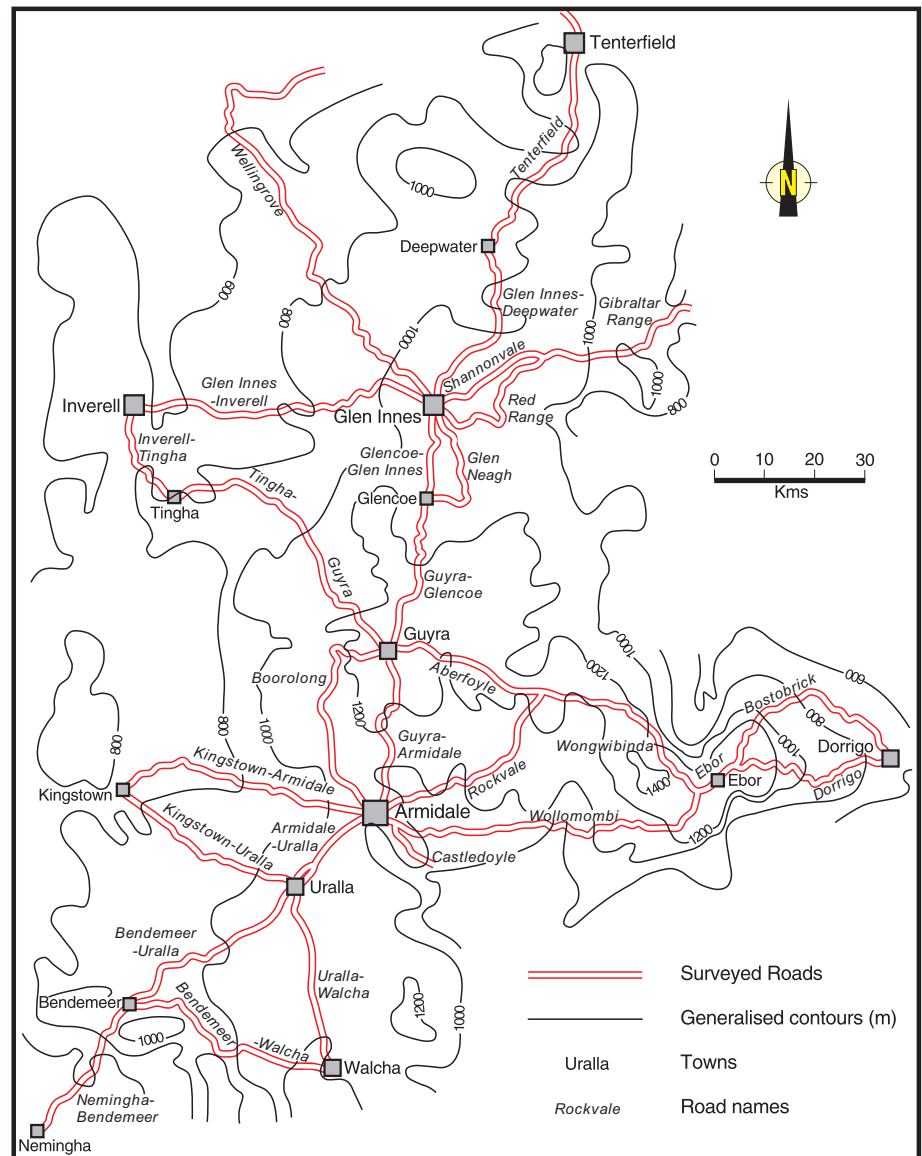 Tenterfield
Tenterfield
Wellingrove
1000
N
Deepwater
600
800
Glen Innes-
Deepwater
Gibraltar
Range
1000
1000
Shannonvale
1000
800
Glen Innes
-Inverell
Inverell
Glen Innes
Red
Range
Inverell-
Tingha
Glencoe-
Glen Innes
Glen
Neagh
0 10 20 30
Kms
Tingha-
Tingha
Glencoe
Guyra
Guyra-
Glencoe
Guyra
1000
1200
600
Boorolong
Aberfoyle
Bostobrick
1200
800
800
1000
800
Guyra-
Armidale
Wongwibinda
1000
Dorrigo
Kingstown-Armidale
Ebor
Ebor
Kingstown
Rockvale
1400
Dorrigo
Armidale
Wollomombi
Kingstown-Uralla
Armidale
-Uralla
1200
Castledoyle
Uralla
Bendemeer
-Uralla
Uralla-
Walcha
Surveyed Roads
Bendemeer
Bendemeer
1200
1000
Generalised contours (m)
1000
-Walcha
Uralla
Towns
Walcha
Nemingha-
Bendemeer
Rockvale
Road names
Nemingha